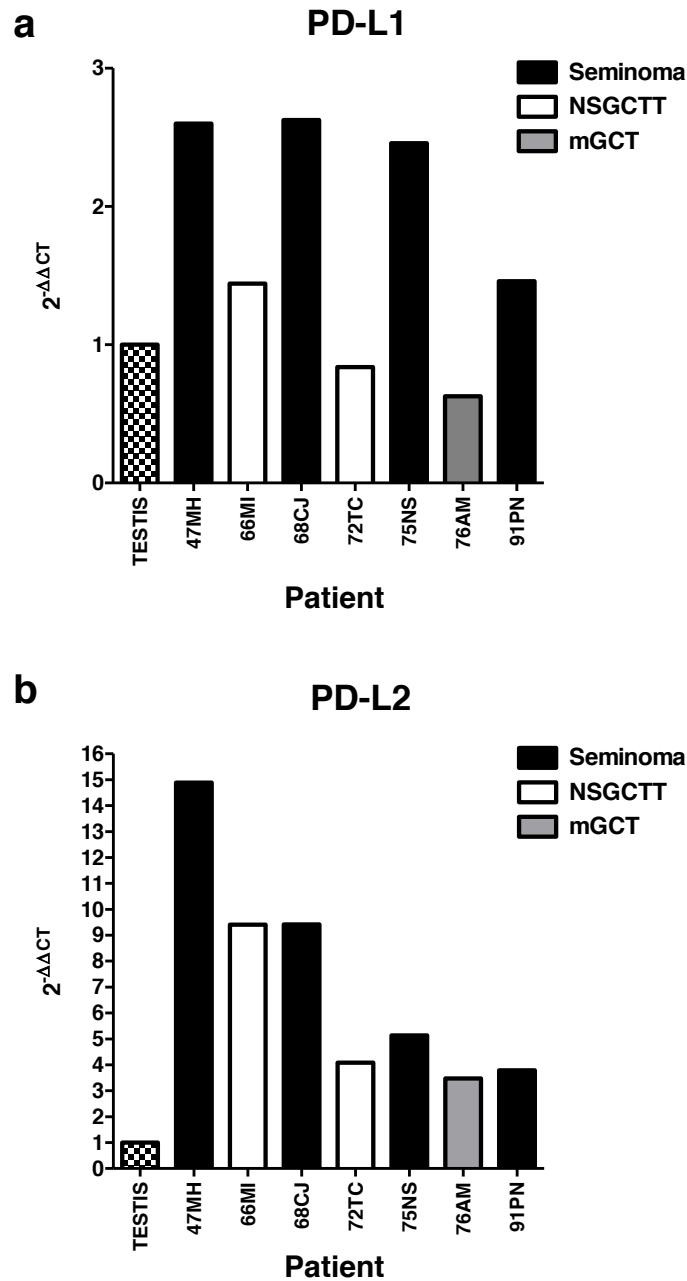 a
PD-L1
3
2
1
0
2-ΔΔCT
Seminoma
NSGCTT
mGCT
TESTIS
47MH
66MI
68CJ
72TC
75NS
76AM
91PN
Patient
b
PD-L2
16
15
14
13
12
11
10
9
8
7
6
5
4
3
2
1
0
2-ΔΔCT
Seminoma
NSGCTT
mGCT
TESTIS
47MH
66MI
68CJ
72TC
75NS
76AM
91PN
Patient